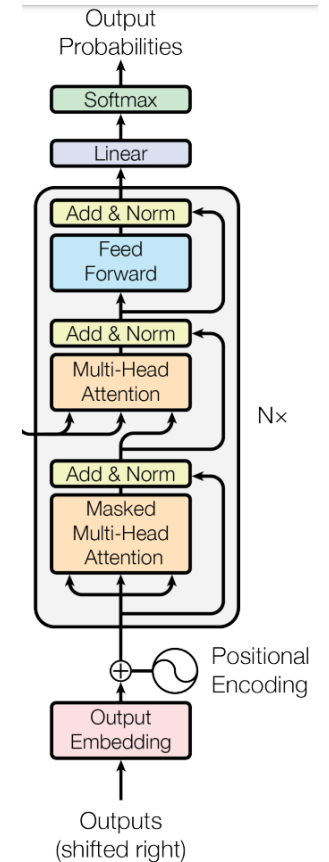 Output
Probabilities
Softmax
Linear
Add & Norm
Feed
Forward
Add & Norm
Multi-Head
Attention
N×
Add & Norm
Masked
Multi-Head
Attention
Positional
Encoding
Output
Embedding
Outputs
(shifted right)